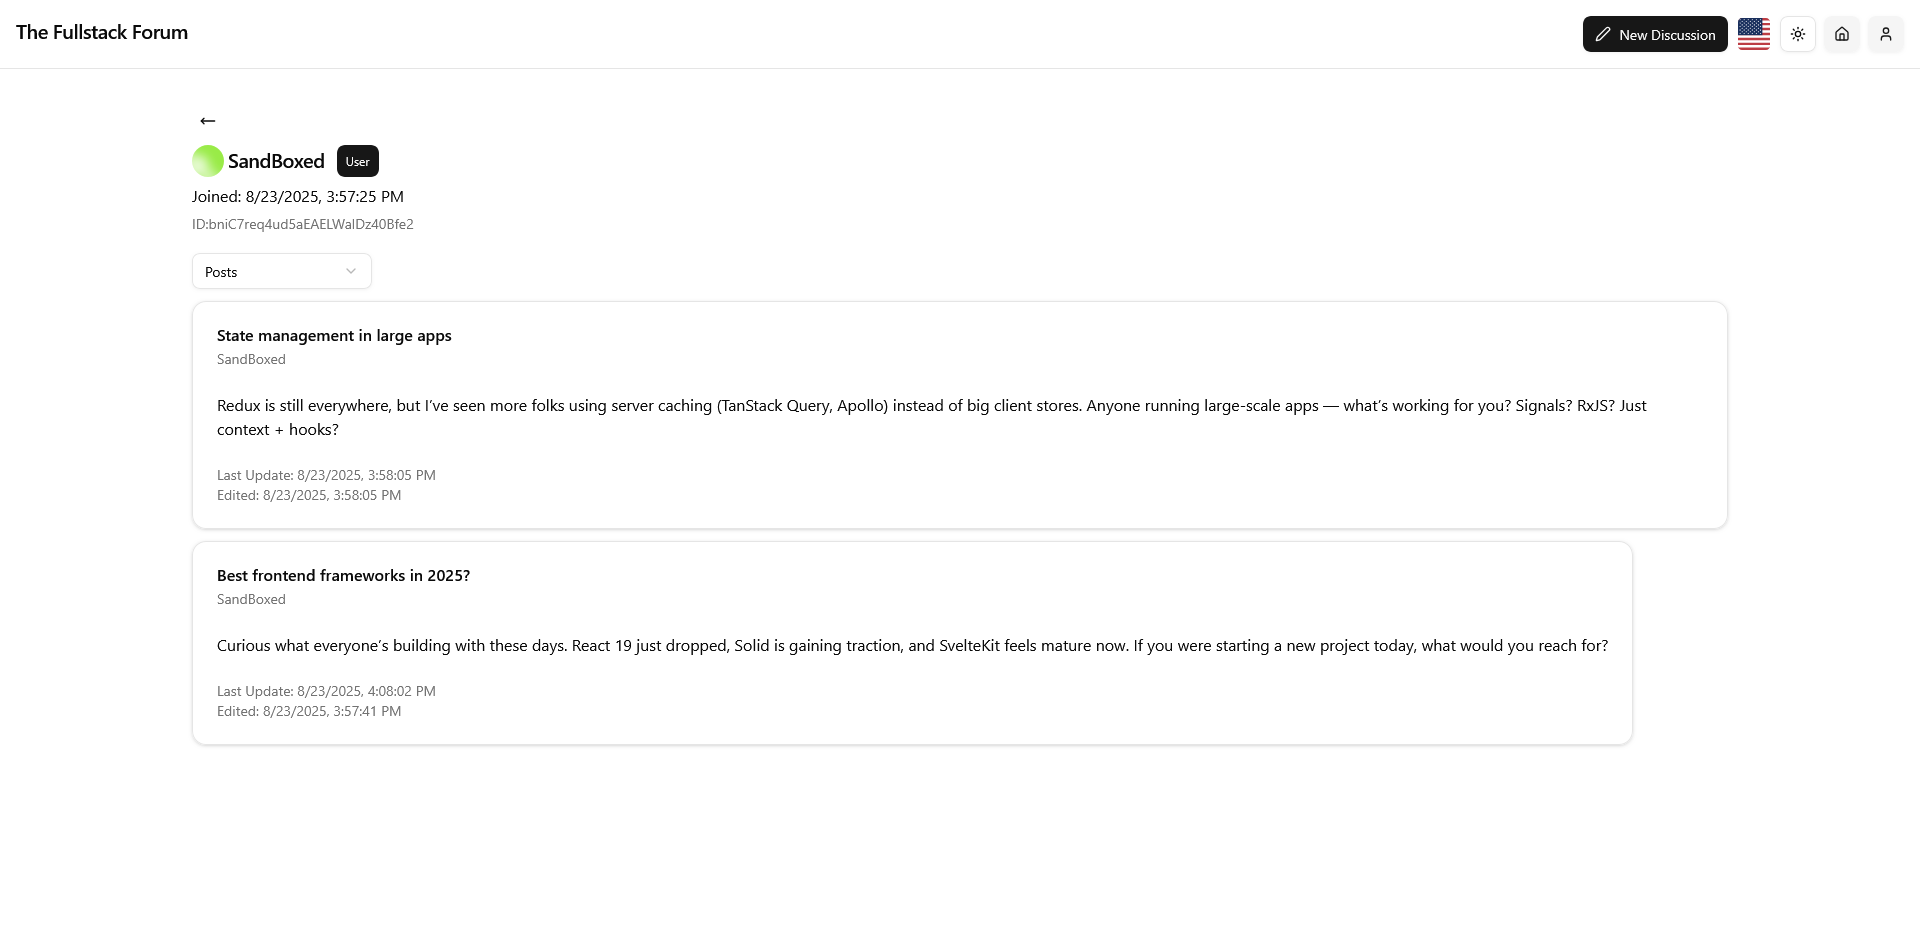 The Fullstack Forum
New Discussion
←
SandBoxed
User
Joined: 8/23/2025, 3:57:25 PM
ID:bniC7req4ud5aEAELWalDz40Bfe2
Posts
State management in large apps
SandBoxed
Redux is still everywhere, but I’ve seen more folks using server caching (TanStack Query, Apollo) instead of big client stores. Anyone running large-scale apps — what’s working for you? Signals? RxJS? Just
context + hooks?
Last Update: 8/23/2025, 3:58:05 PM
Edited: 8/23/2025, 3:58:05 PM
Best frontend frameworks in 2025?
SandBoxed
Curious what everyone’s building with these days. React 19 just dropped, Solid is gaining traction, and SvelteKit feels mature now. If you were starting a new project today, what would you reach for?
Last Update: 8/23/2025, 4:08:02 PM
Edited: 8/23/2025, 3:57:41 PM